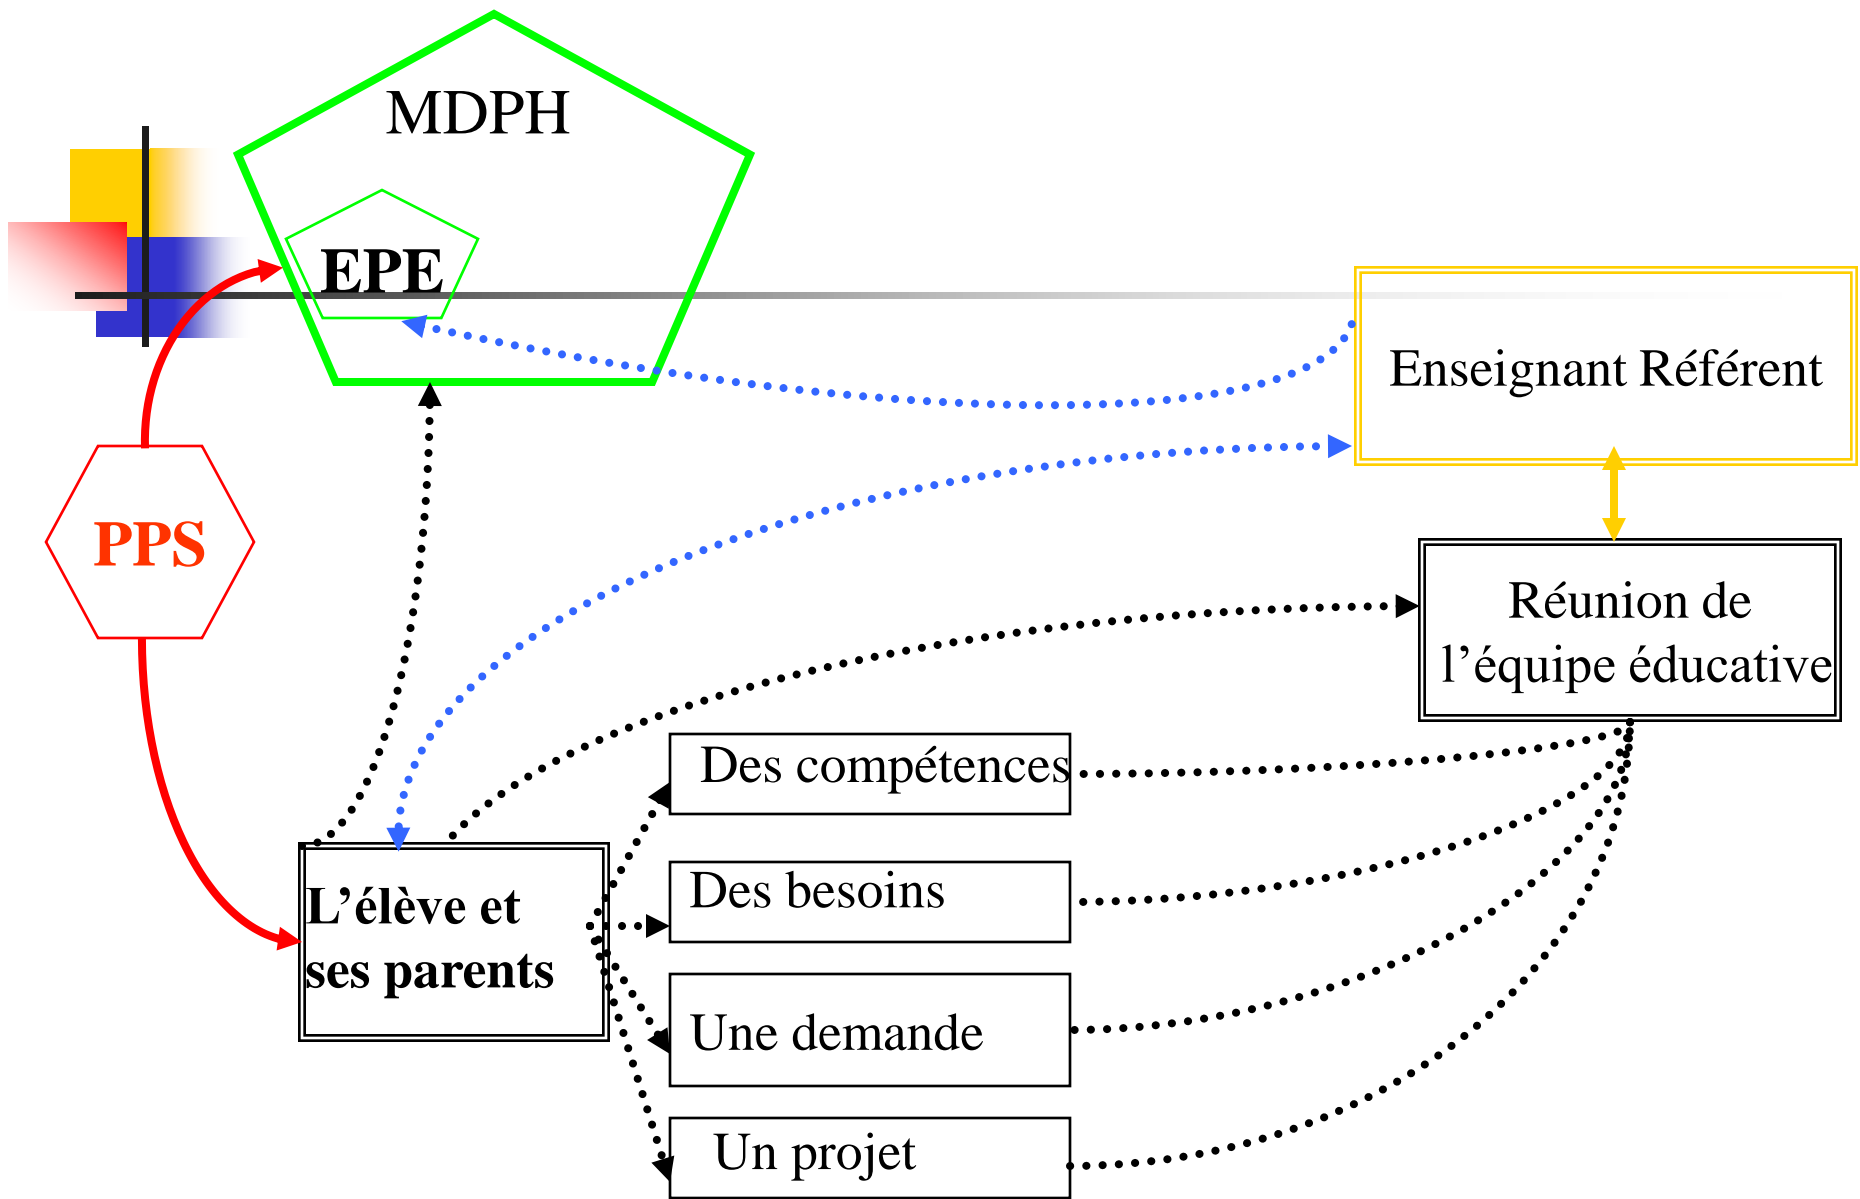 MDPH
EPE
Enseignant Référent
PPS
Réunion de
l’équipe éducative
Des compétences
Des besoins
L’élève et
ses parents
Une demande
Un projet